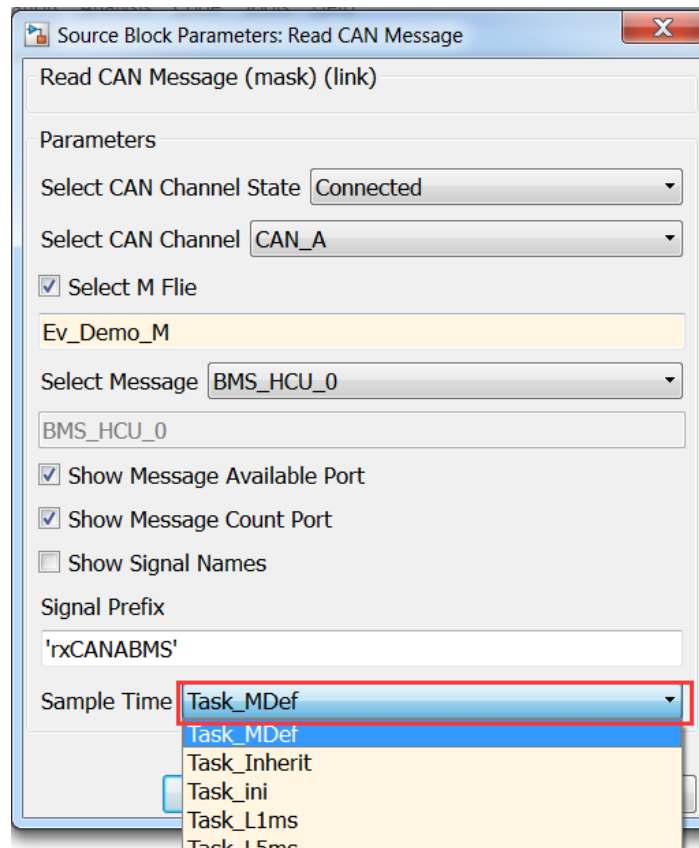 Source Block Parameters: Read CAN Message
Read CAN Message (mask) (link)
Parameters
Select CAN Channel State Connected
Select CAN Channel CAN_A
Select M Flie
Ev_Demo_M
Select Message BMS_HCU_0
BMS_HCU_0
Show Message Available Port
Show Message Count Port
Show Signal Names
Signal Prefix
'rxCANABMS'
Sample Time Task_MDef
Task_MDef
Task_Inherit
Task_ini
Task_L1ms
Task_L5ms